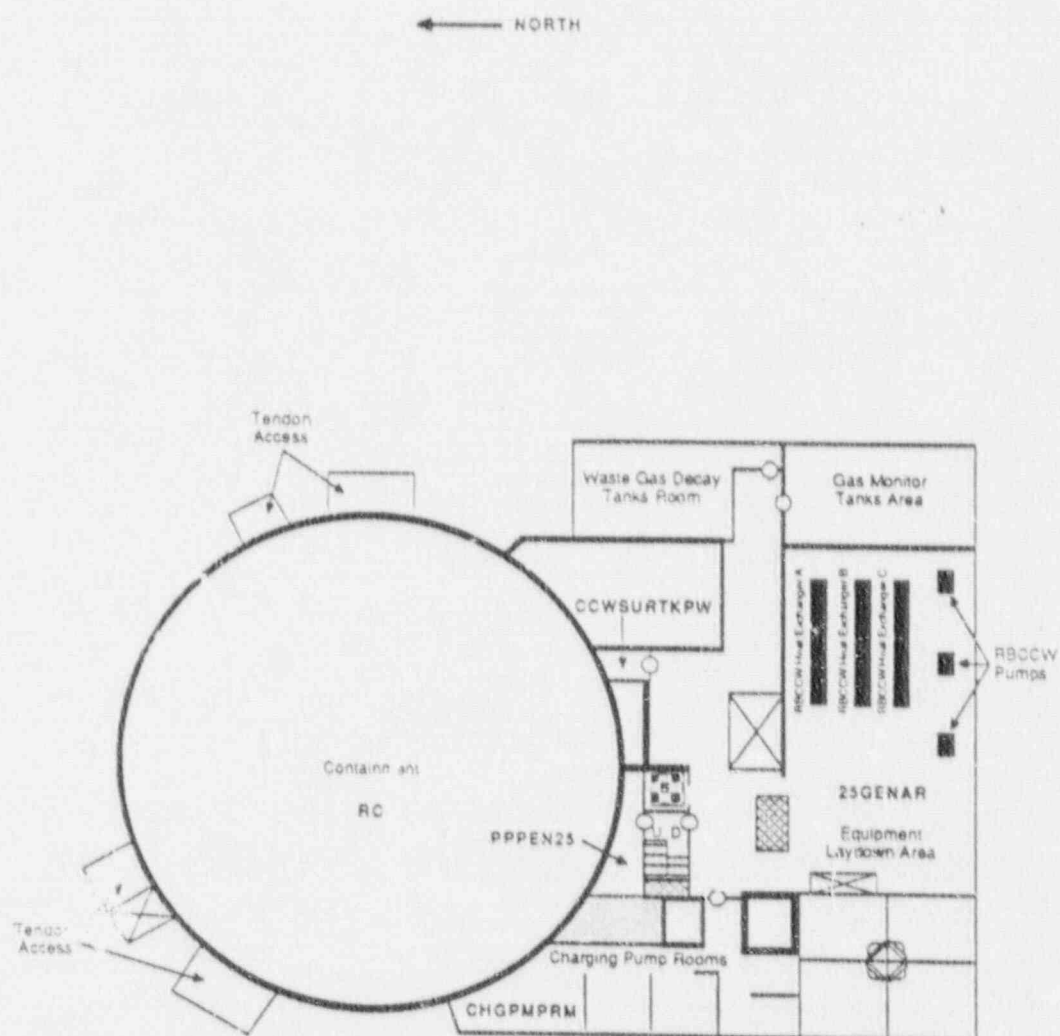 NORTH
Tendon
Access
Waste Gas Decay
Tanks Room
Gas Monitor
Tanks Area
CCWSURTKPW
RBCCW Heat Exchanger A
RBCCW Heat Exchanger B
RBCCW Heat Exchanger C
RBCCW
Pumps
RC
25GENAR
PPPEN25
U D
Equipment
Laydown Area
Tendon
Access
Charging Pump Rooms
CHGPMPRM